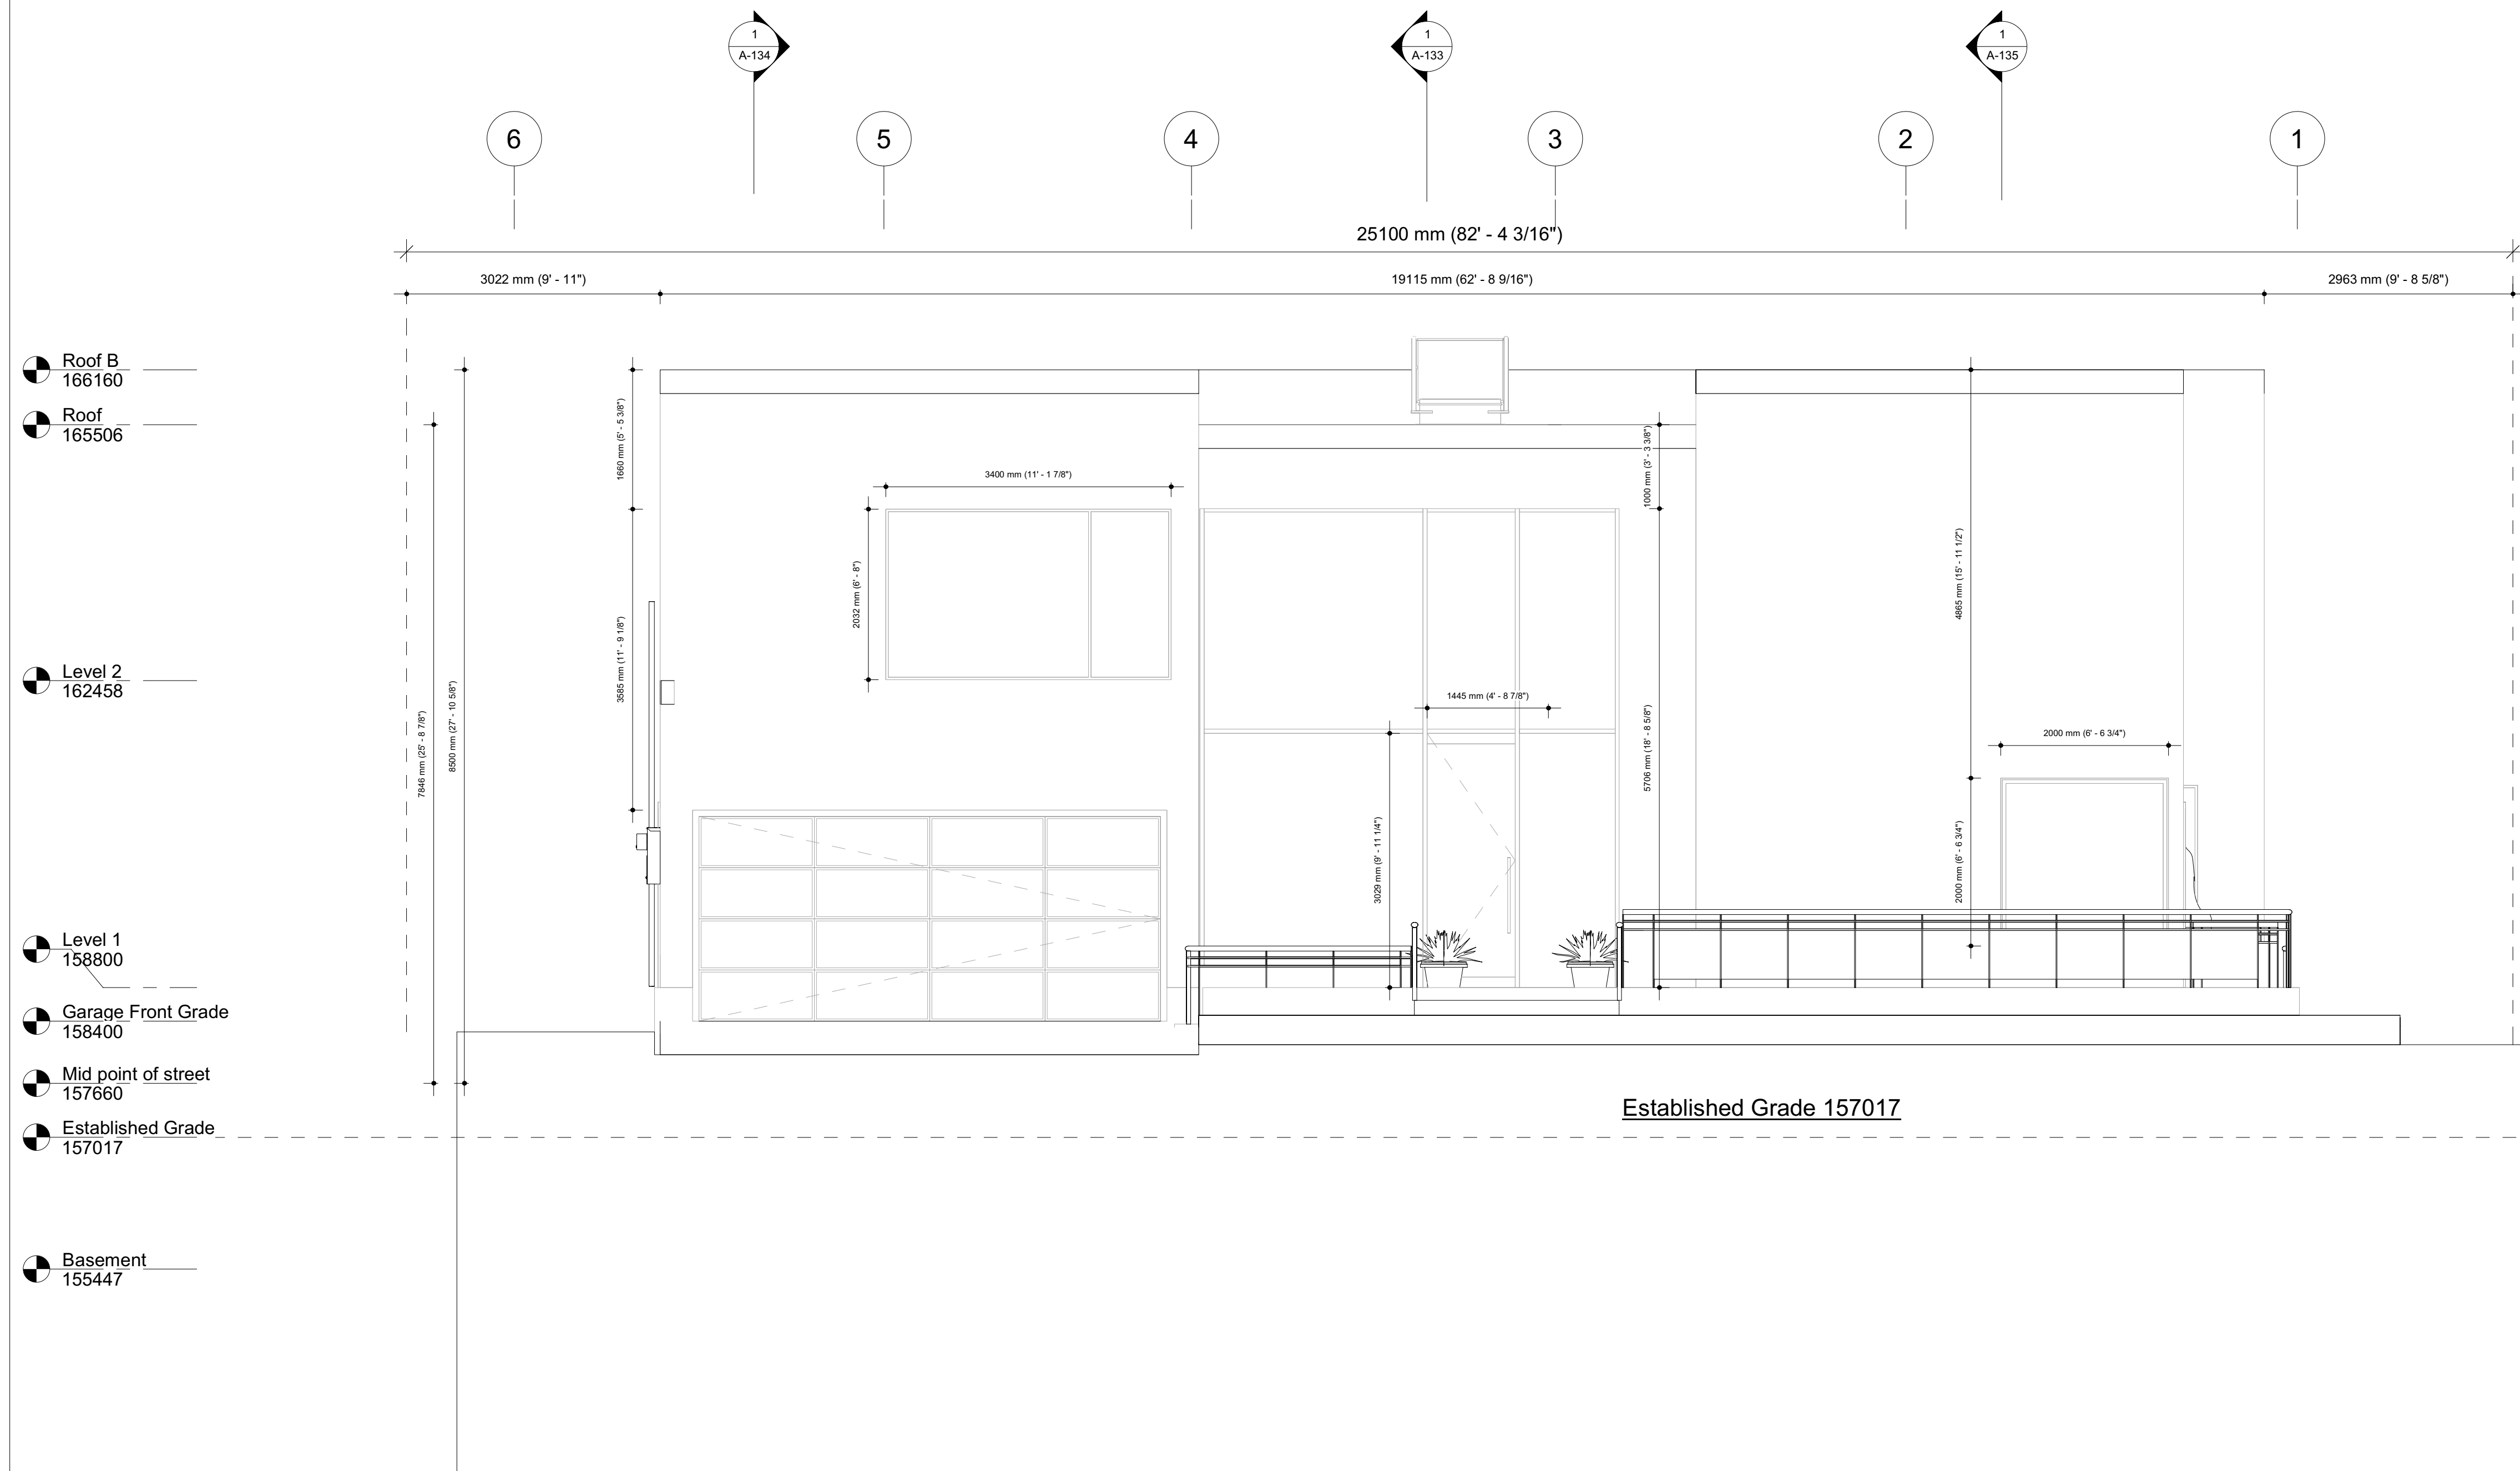 1
A-134
1
A-133
1
A-135
6
5
4
3
2
1
25100 mm (82' - 4 3/16")
3022 mm (9' - 11")
19115 mm (62' - 8 9/16")
2963 mm (9' - 8 5/8")
Roof B
166160
Roof
165506
1660 mm (5' - 5 3/8")
1000 mm (3' - 3 3/8")
3400 mm (11' - 1 7/8")
2032 mm (6' - 8")
4865 mm (15' - 11 1/2")
3585 mm (11' - 9 1/8")
Level 2
162458
1445 mm (4' - 8 7/8")
7846 mm (25' - 8 7/8")
8500 mm (27' - 10 5/8")
5706 mm (18' - 8 5/8")
2000 mm (6' - 6 3/4")
3029 mm (9' - 11 1/4")
2000 mm (6' - 6 3/4")
Level 1
158800
Garage Front Grade
158400
Mid point of street
157660
Established Grade 157017
Established Grade
157017
Basement
155447